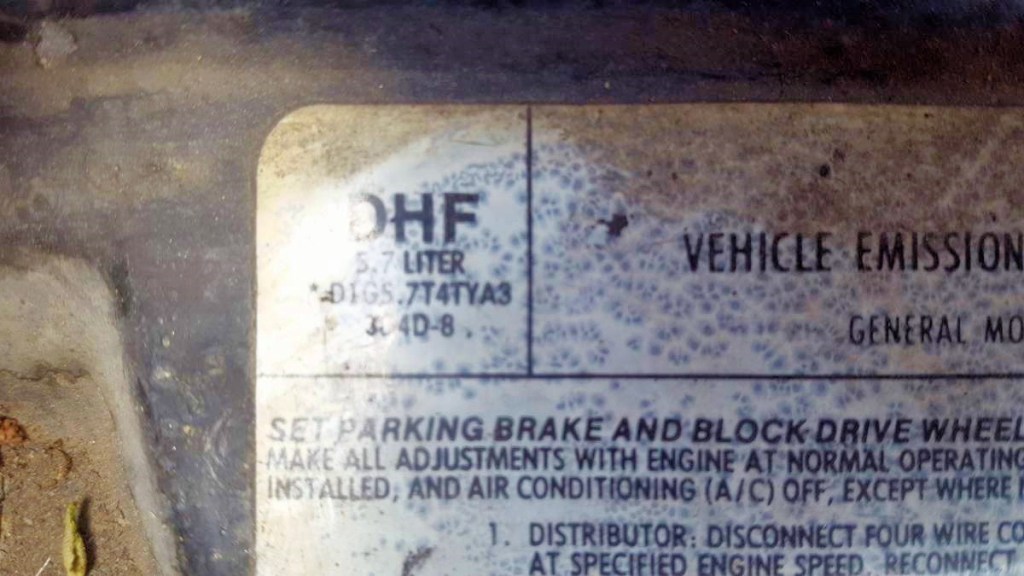 DHF
5.7 LITER
VEHICLE EMISSION
*D1G5.7T4TYA3
GENERAL MO
4D-8
SET PARKING BRAKE AND BLOCK DRIVE WHEEL
MAKE ALL ADJUSTMENTS WITH ENGINE AT NORMAL OPERATING
INSTALLED, AND AIR CONDITIONING (A/C) OFF, EXCEPT WHERE
1. DISTRIBUTOR: DISCONNECT FOUR WIRE CO
AT SPECIFIED ENGINE SPEED. RECONNECT